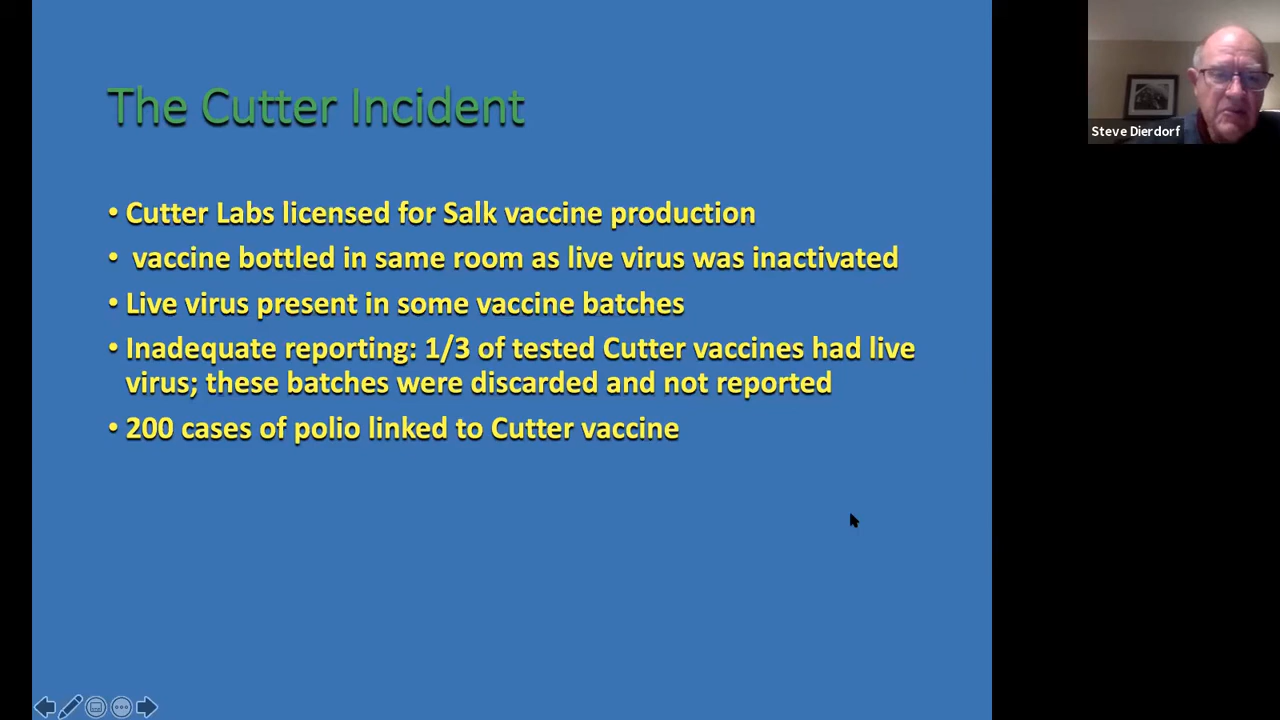 The Cutter Incident
• Cutter Labs licensed for Salk vaccine production
• vaccine bottled in same room as live virus was inactivated
• Live virus present in some vaccine batches
• Inadequate reporting: 1/3 of tested Cutter vaccines had live
virus; these batches were discarded and not reported
• 200 cases of polio linked to Cutter vaccine
Steve Dierdorf